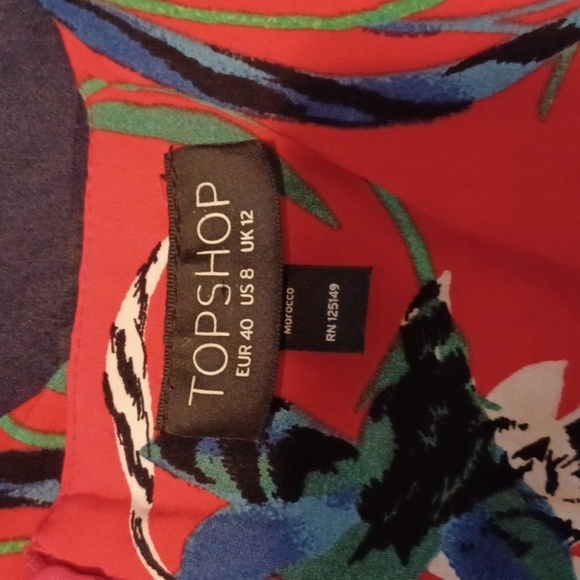 TOPSHOP
EUR 40 US 8 UK 12
Morocco
RN 125149